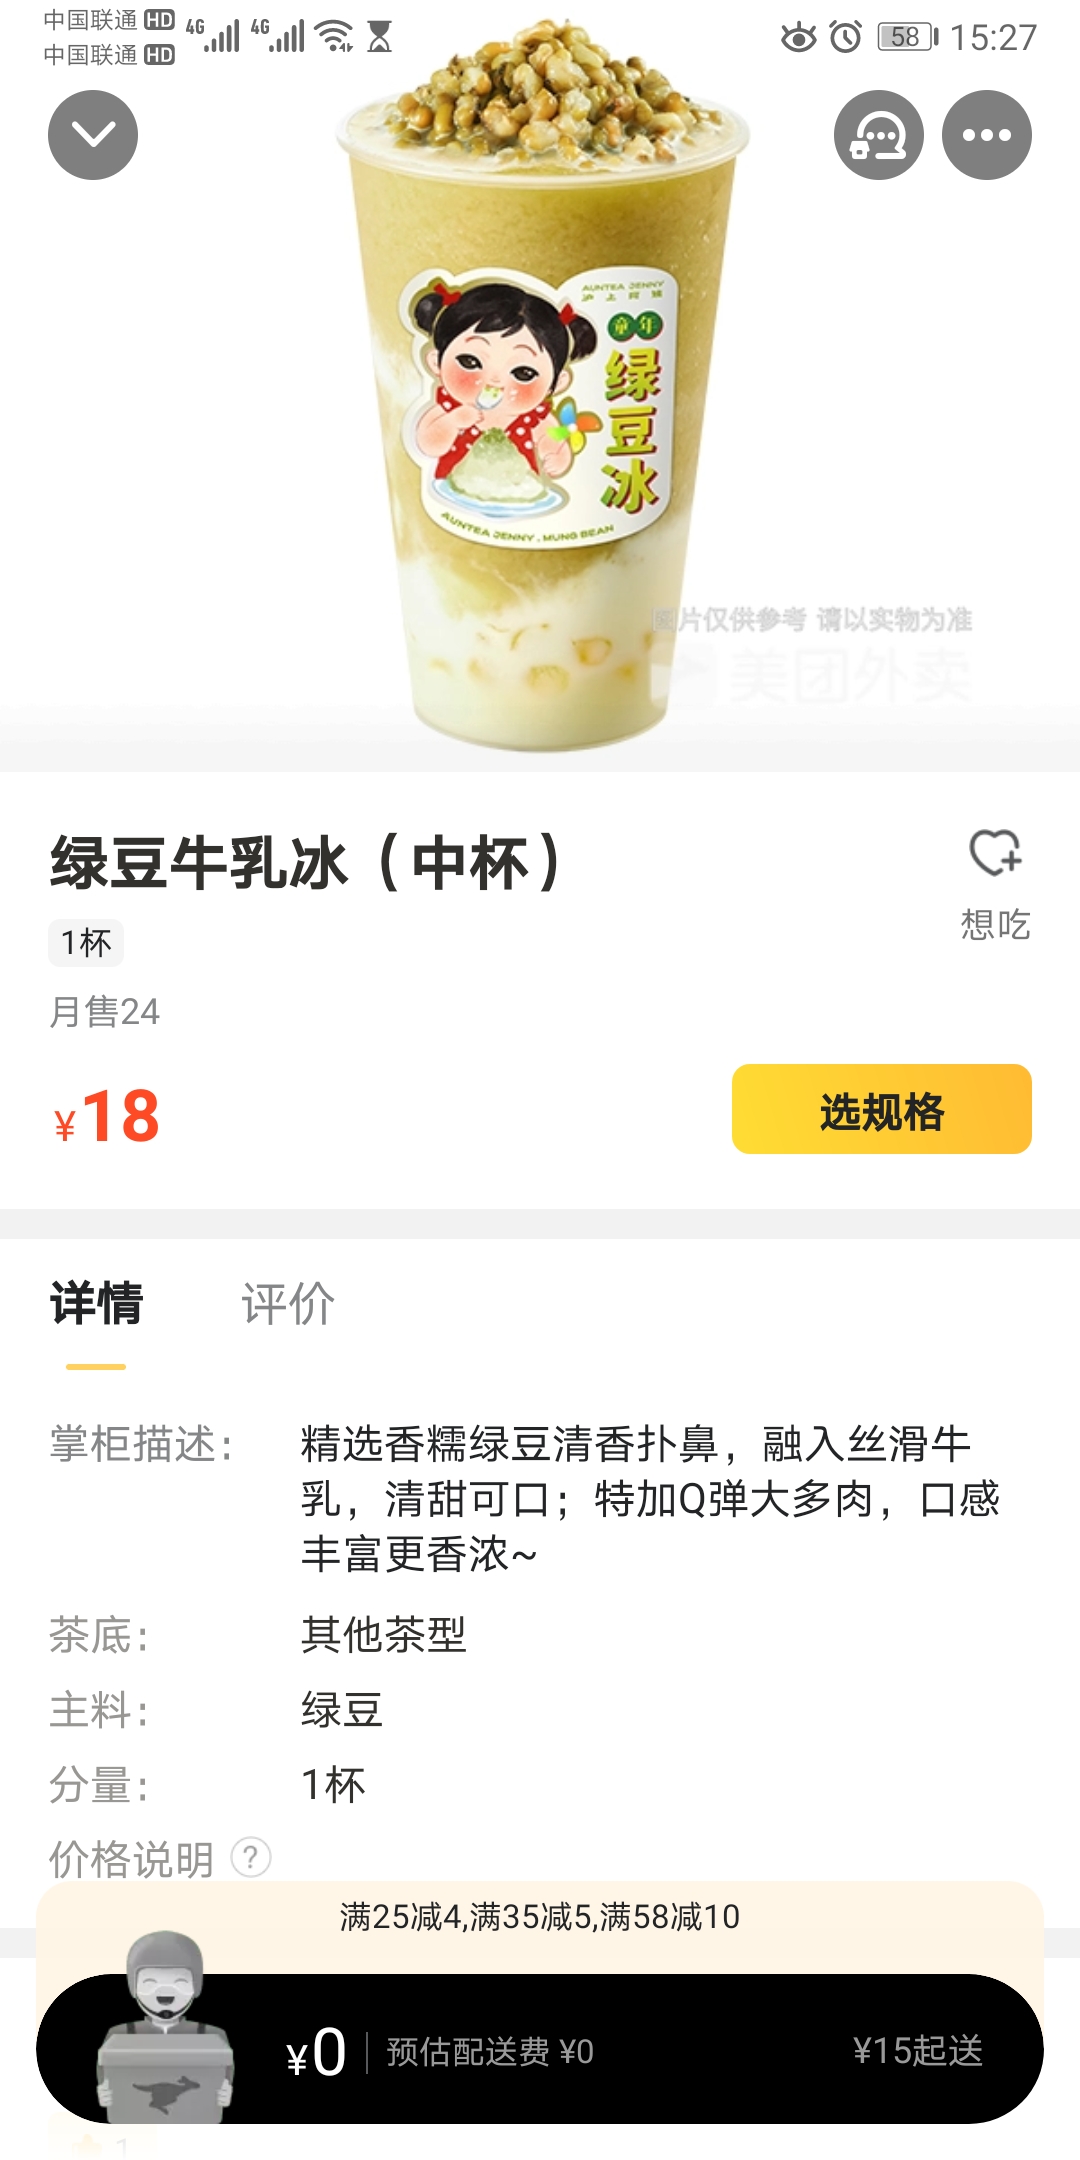 中国联通 HD 4G 4G 58 15:27
中国联通 HD
AUNTEA JENNY
沪上阿姨
童年
绿豆冰
AUNTEA JENNY . MUNG BEAN
图片仅供参考 请以实物为准
美团外卖
绿豆牛乳冰（中杯）
想吃
1杯
月售24
¥18
选规格
详情 评价
掌柜描述: 精选香糯绿豆清香扑鼻，融入丝滑牛
乳，清甜可口；特加Q弹大多肉，口感
丰富更香浓~
茶底: 其他茶型
主料: 绿豆
分量: 1杯
价格说明 ?
满25减4,满35减5,满58减10
¥0 预估配送费 ¥0 ¥15起送
1